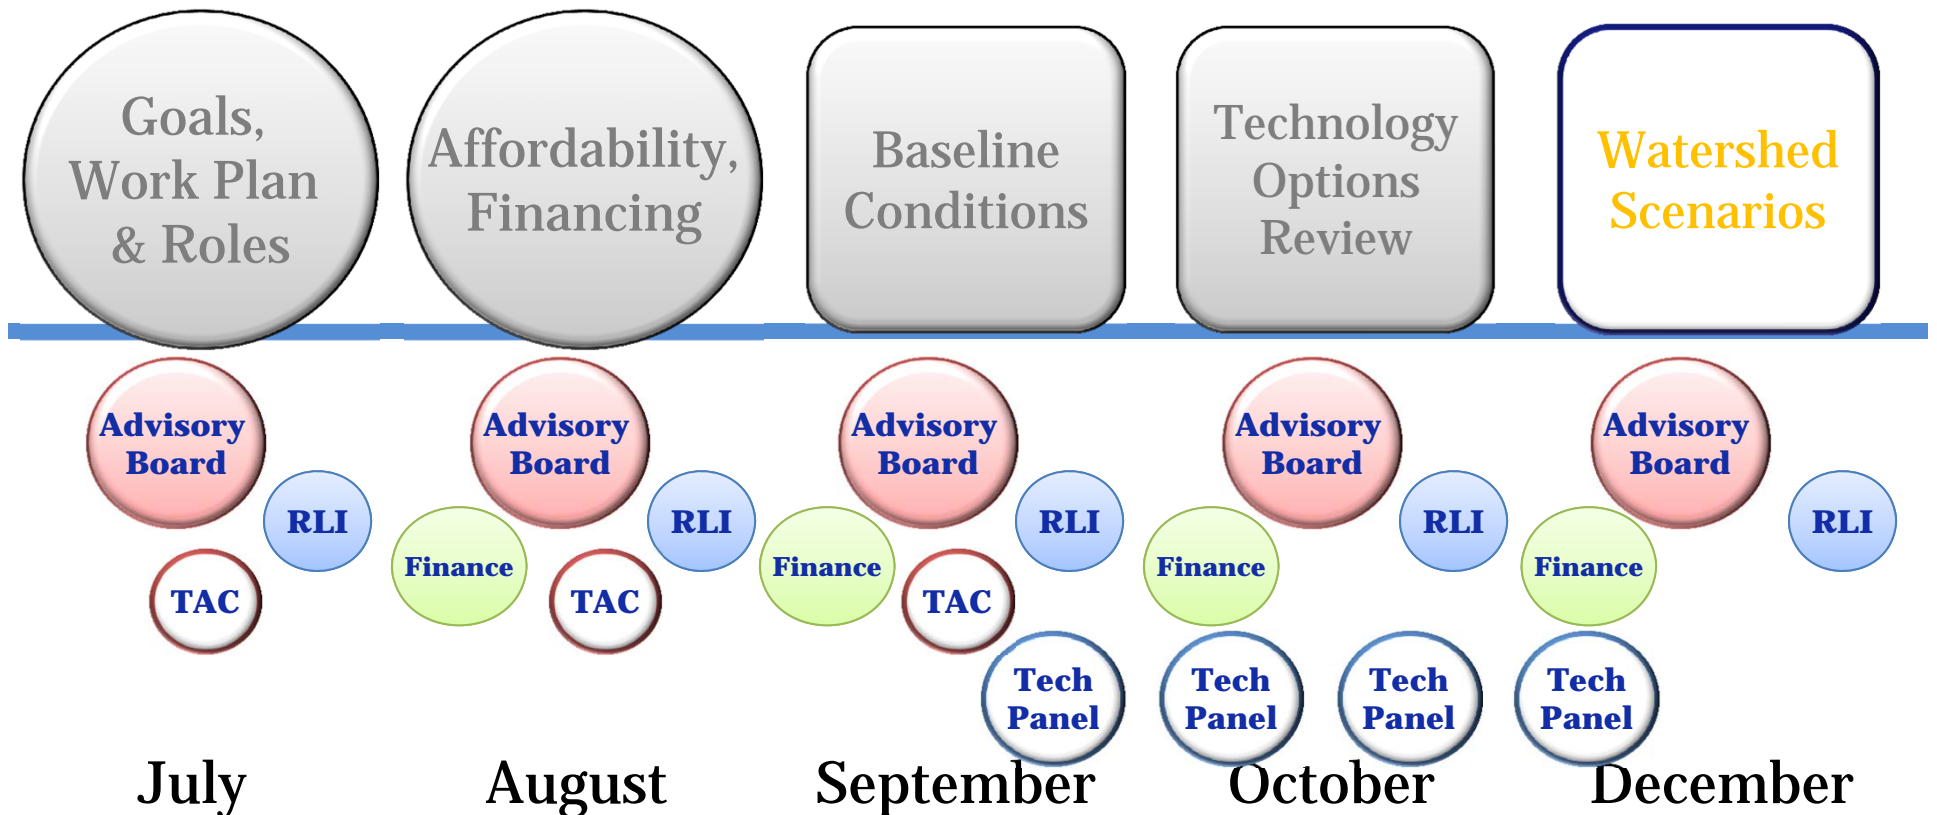 Goals,
Work Plan
& Roles
Affordability,
Financing
Baseline
Conditions
Technology
Options
Review
Watershed
Scenarios
Advisory
Board
RLI
TAC
Advisory
Board
RLI
Finance
TAC
Advisory
Board
RLI
Finance
TAC
Tech
Panel
Advisory
Board
RLI
Finance
Tech
Panel
Tech
Panel
Advisory
Board
RLI
Finance
Tech
Panel
July
August
September
October
December